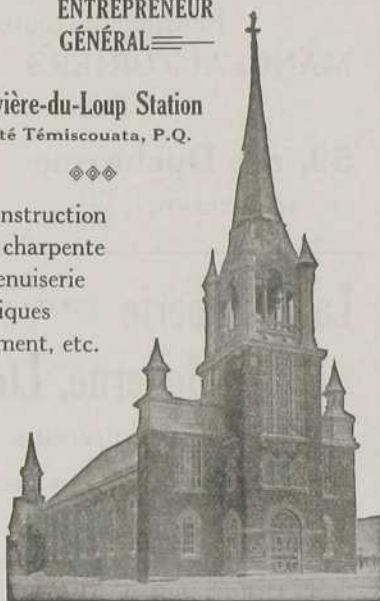 ENTREPRENEUR
GÉNÉRAL
vière-du-Loup Station
té Témiscouata, P.Q.
nstruction
charpente
enuiserie
iques
ment, etc.